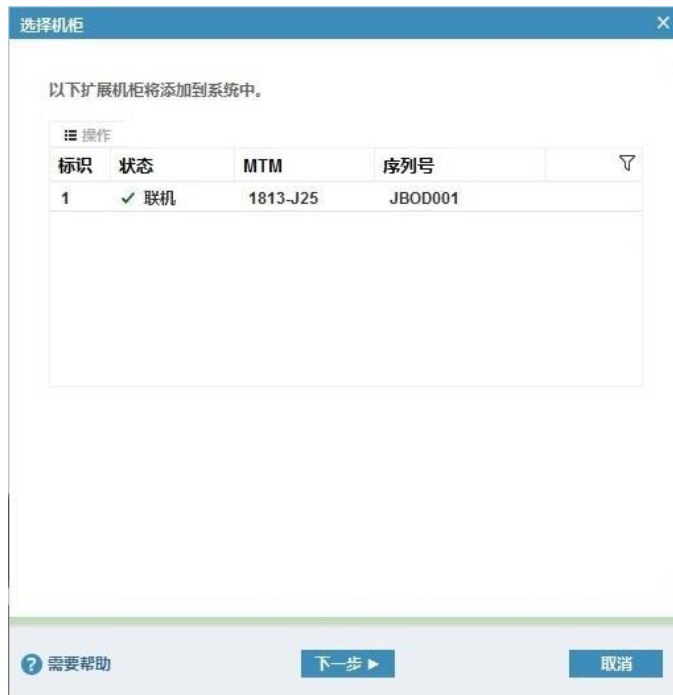 选择机柜
以下扩展机柜将添加到系统中。
操作
标识 状态 MTM 序列号
1 联机 1813-J25 JBOD001
需要帮助 下一步 取消